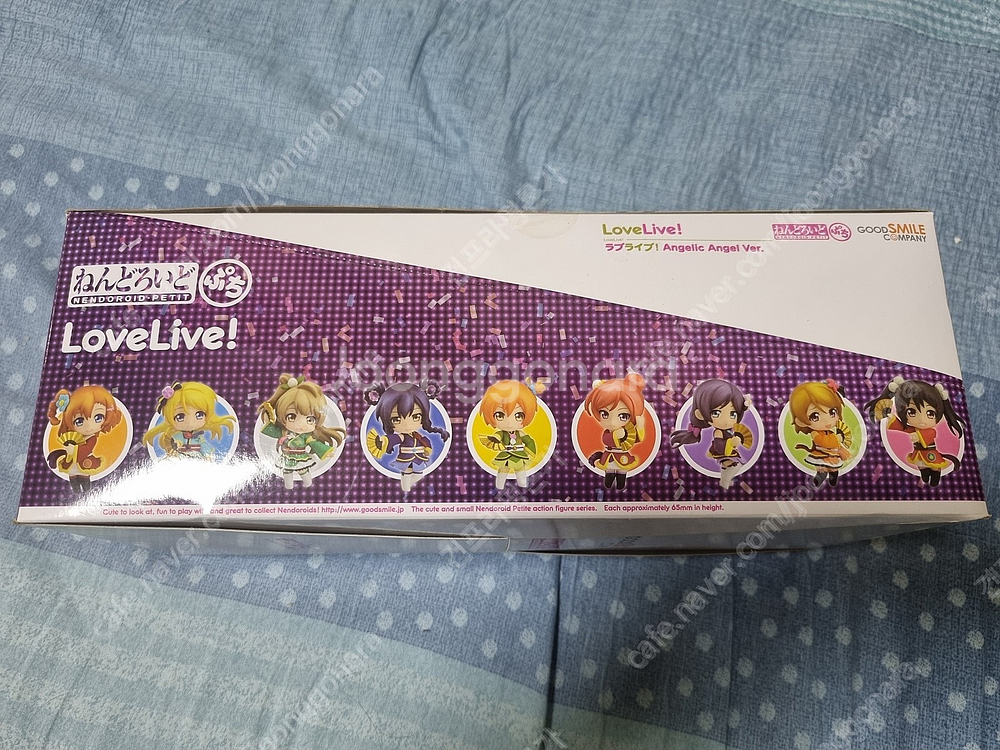 LoveLive!
ラブライブ! Angelic Angel Ver.
ねんどろいど ぷち
NENDOROID·PETIT
GOOD SMILE COMPANY
ねんどろいど ぷち
NENDOROID·PETIT
LoveLive!
Cute to look at, fun to play with and great to collect Nendoroids! http://www.goodsmile.jp The cute and small Nendoroid Petite action figure series. Each approximately 65mm in height.
joonggonara
cafe.naver.com/joonggonara